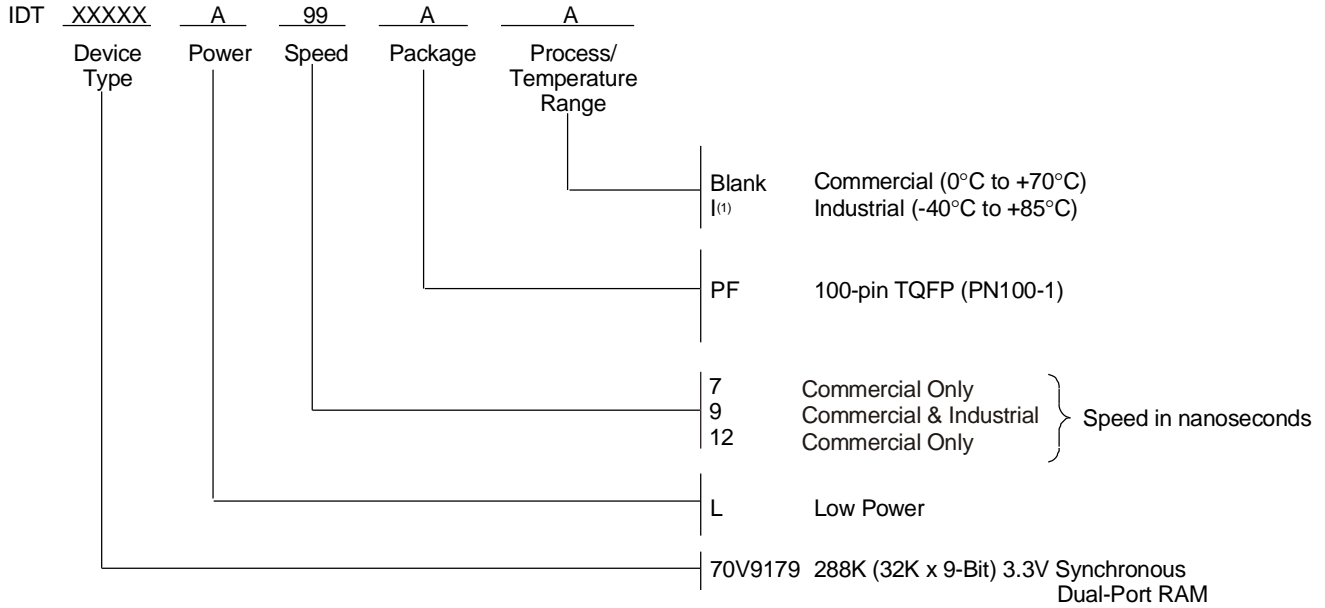 IDT XXXXX A 99 A A
Device Type Power Speed Package Process/ Temperature Range
Blank Commercial (0°C to +70°C)
I(1) Industrial (-40°C to +85°C)
PF 100-pin TQFP (PN100-1)
7 Commercial Only
9 Commercial & Industrial
12 Commercial Only
Speed in nanoseconds
L Low Power
70V9179 288K (32K x 9-Bit) 3.3V Synchronous
Dual-Port RAM